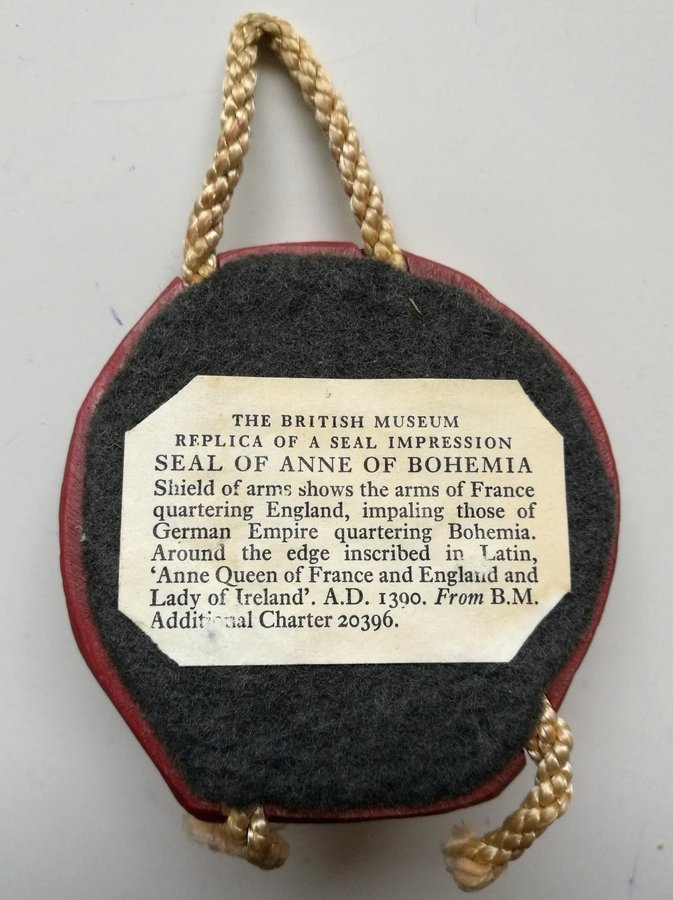 THE BRITISH MUSEUM
REPLICA OF A SEAL IMPRESSION
SEAL OF ANNE OF BOHEMIA
Shield of arms shows the arms of France
quartering England, impaling those of
German Empire quartering Bohemia.
Around the edge inscribed in Latin,
‘Anne Queen of France and England and
Lady of Ireland’. A.D. 1390. From B.M.
Additional Charter 20396.